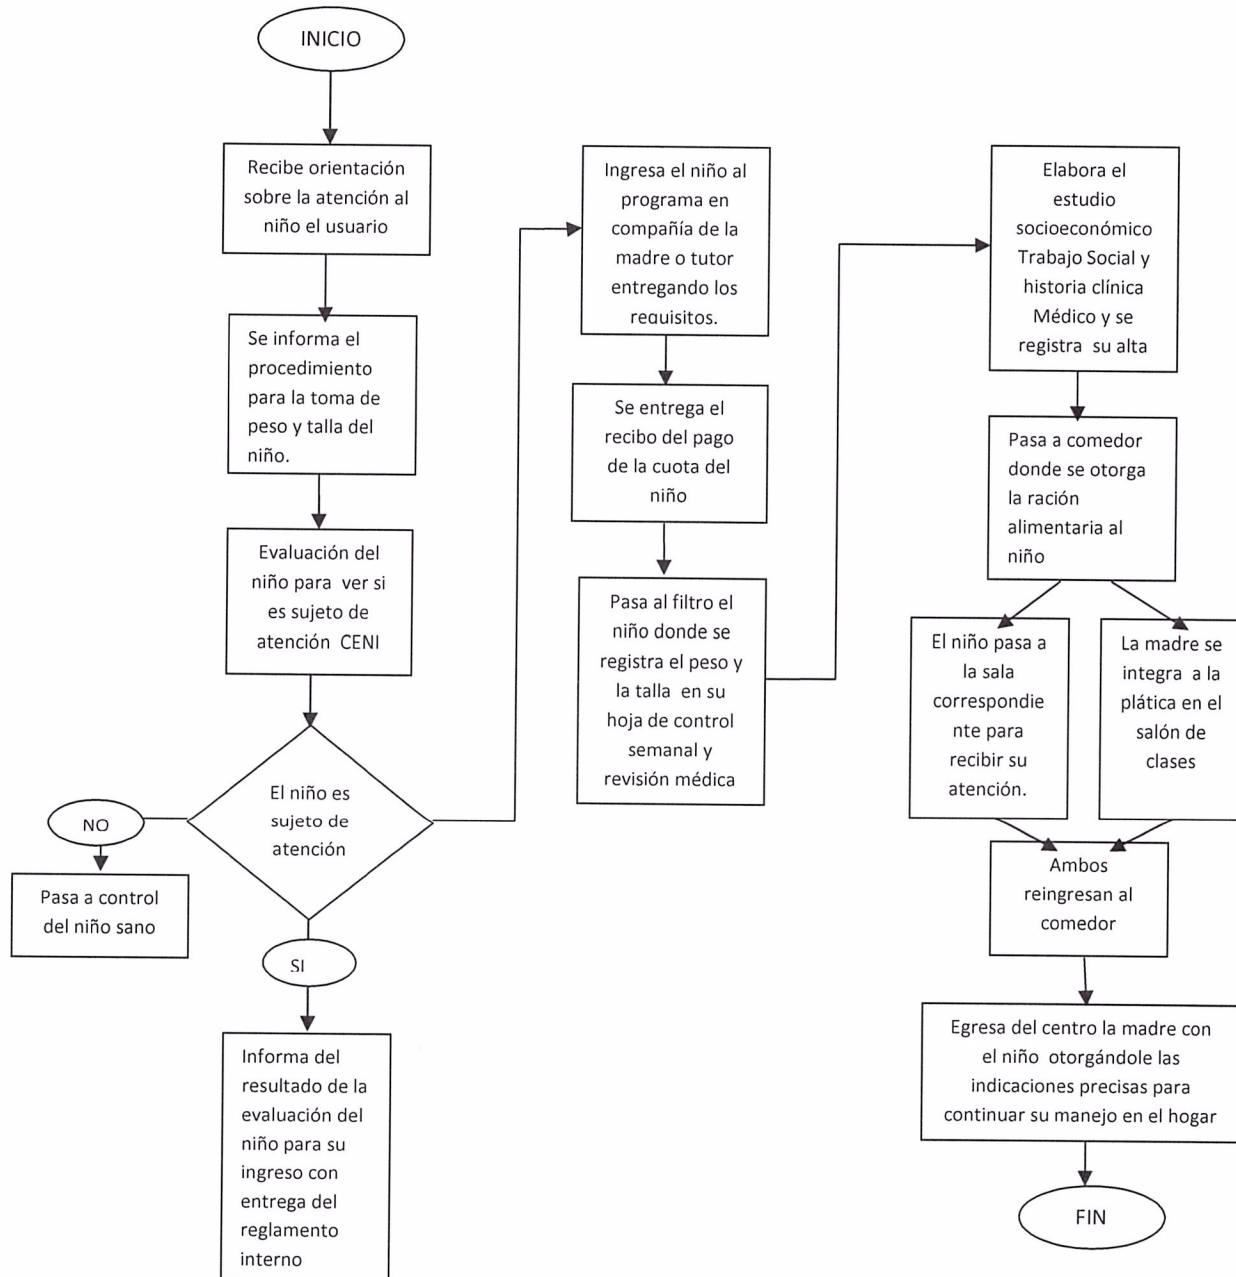 INICIO
Recibe orientación
sobre la atención al
niño el usuario
Se informa el
procedimiento
para la toma de
peso y talla del
niño.
Evaluación del
niño para ver si
es sujeto de
atención CENI
El niño es
sujeto de
atención
NO
Pasa a control
del niño sano
SI
Informa del
resultado de la
evaluación del
niño para su
ingreso con
entrega del
reglamento
interno
Ingresa el niño al
programa en
compañía de la
madre o tutor
entregando los
requisitos.
Se entrega el
recibo del pago
de la cuota del
niño
Pasa al filtro el
niño donde se
registra el peso y
la talla en su
hoja de control
semanal y
revisión médica
Elabora el
estudio
socioeconómico
Trabajo Social y
historia clínica
Médico y se
registra su alta
Pasa a comedor
donde se otorga
la ración
alimentaria al
niño
El niño pasa a
la sala
correspondie
nte para
recibir su
atención.
La madre se
integra a la
plática en el
salón de
clases
Ambos
reingresan al
comedor
Egresa del centro la madre con
el niño otorgándole las
indicaciones precisas para
continuar su manejo en el hogar
FIN